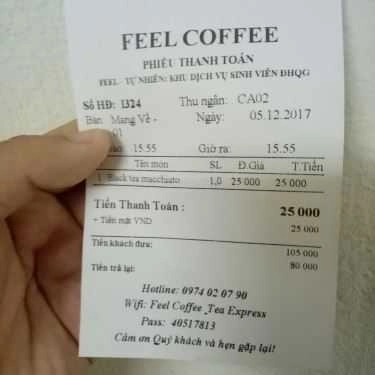 FEEL COFFEE
PHIẾU THANH TOÁN
FEEL - TỰ NHIÊN: KHU DỊCH VỤ SINH VIÊN ĐHQG
Số HĐ: 1324 Thu ngân: CA02
Bàn: Mang Về - 01 Ngày: 05.12.2017
15.55 Giờ ra: 15.55
Tên món SL Đ.Giá T.Tiền
1 Black tea macchiato 1,0 25 000 25 000
Tiền Thanh Toán : 25 000
+ Tiền mặt VND 25 000
Tiền khách đưa: 105 000
Tiền trả lại: 80 000
Hotline: 0974 02 07 90
Wifi: Feel Coffee _Tea Express
Pass: 40517813
Cảm ơn Quý khách và hẹn gặp lại!